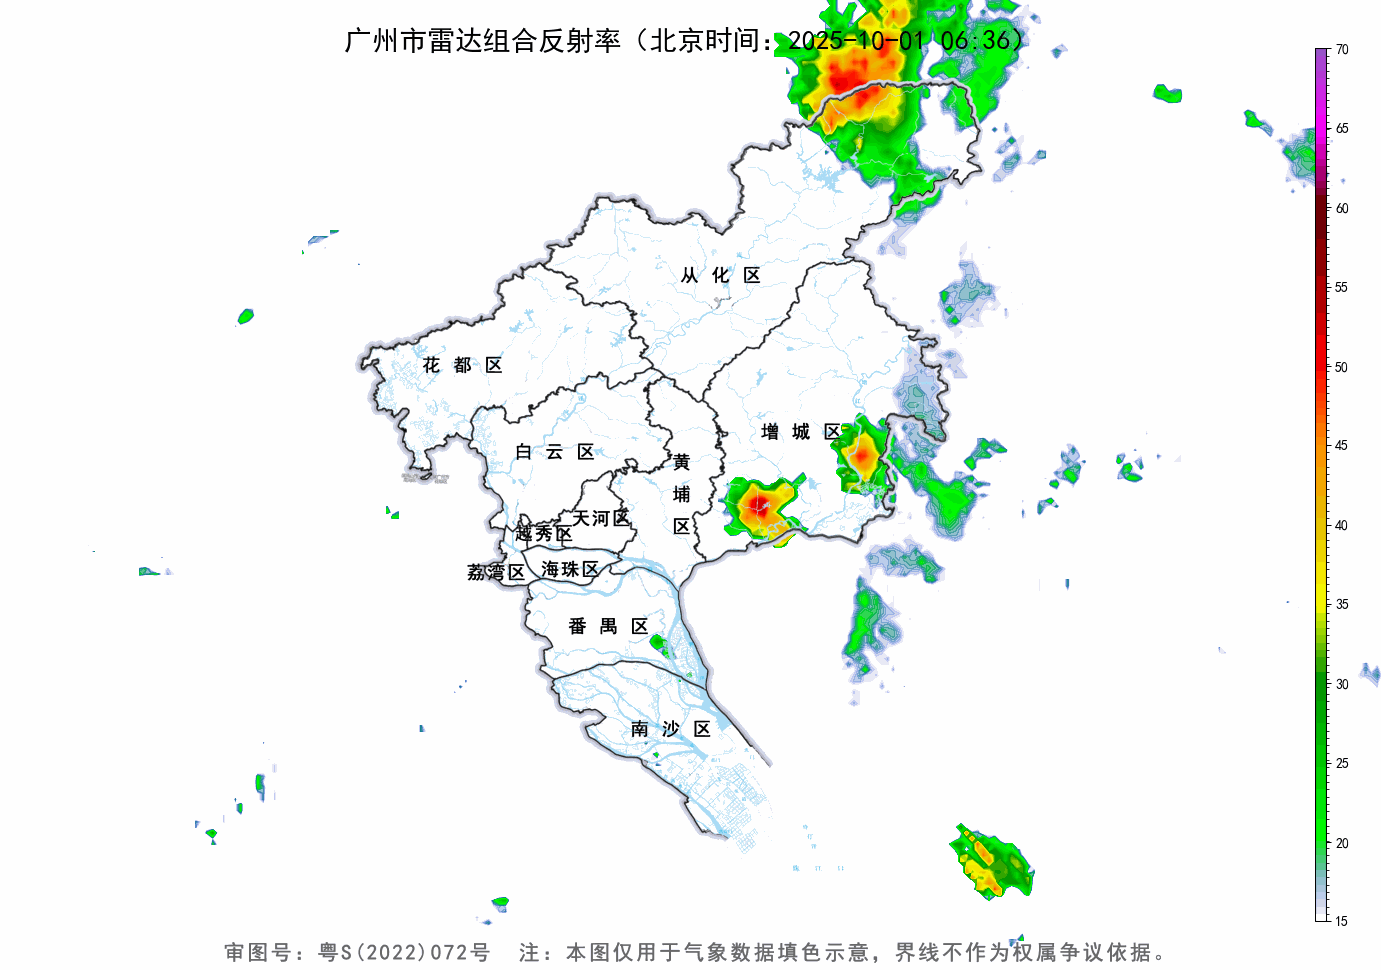 广州市雷达组合反射率（北京时间：2025-10-01 06:36）
70
65
60
55
50
45
40
35
30
25
20
15
从化区
花都区
增城区
白云区
黄埔区
天河区
越秀区
荔湾区
海珠区
番禺区
南沙区
审图号：粤S(2022)072号 注：本图仅用于气象数据填色示意，界线不作为权属争议依据。